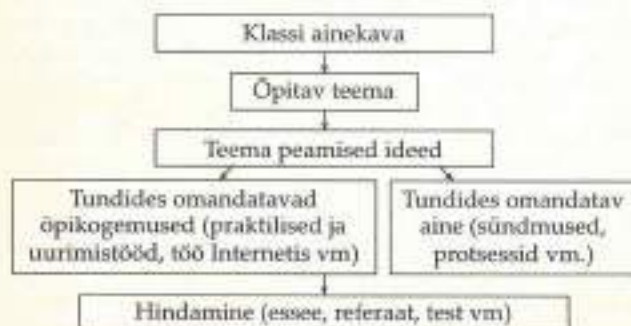 Klassi ainekava
Õpitav teema
Teema peamised ideed
Tundides omandatavad
õpikogemused (praktilised ja
uurimistööd, töö Internetis vm)
Tundides omandatav
aine (sündmused,
protsessid vm.)
Hindamine (essee, referaat, test vm)